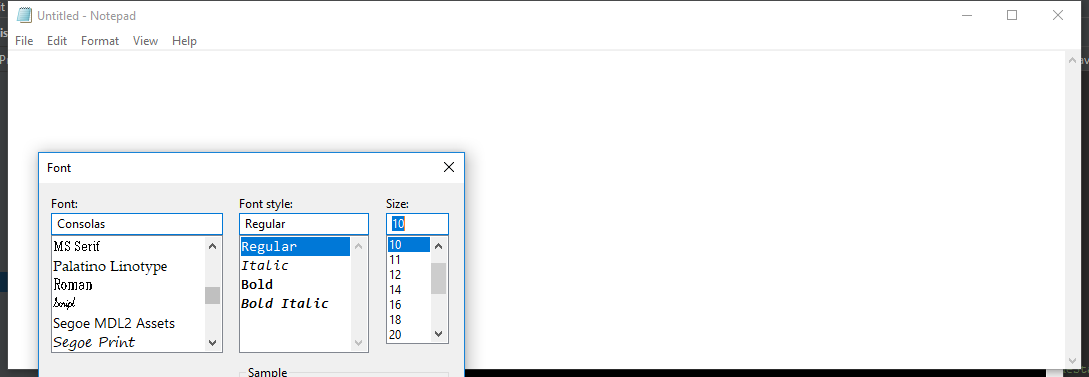 Untitled - Notepad
File Edit Format View Help
Font
Font: Font style: Size:
Consolas Regular 10
MS Serif
Palatino Linotype
Roman
Script
Segoe MDL2 Assets
Segoe Print
Regular
Italic
Bold
Bold Italic
10
11
12
14
16
18
20
Sample